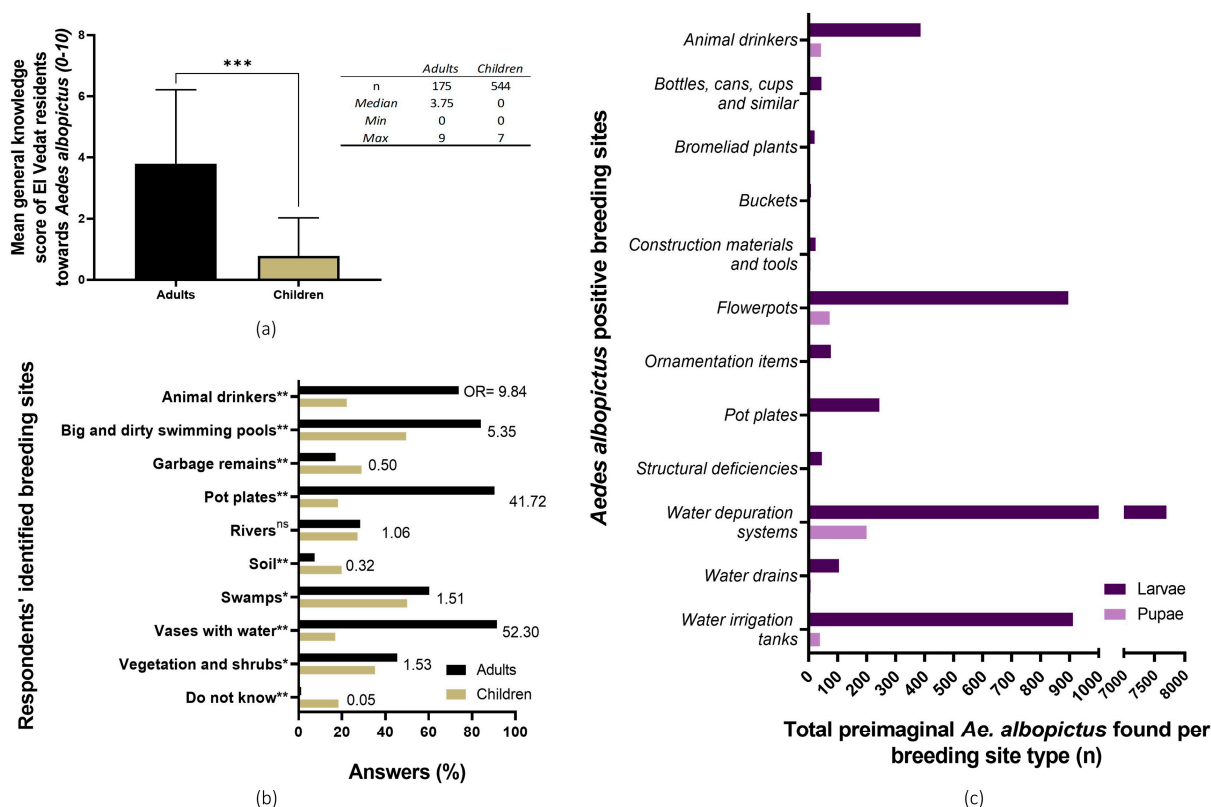 Mean general knowledge
score of El Vedat residents
towards Aedes albopictus (0-10)
8
6
4
2
0
***
Adults
Children
Adults Children
n 175 544
Median 3.75 0
Min 0 0
Max 9 7
(a)
Respondents' identified breeding sites
Animal drinkers**
OR= 9.84
Big and dirty swimming pools**
5.35
Garbage remains**
0.50
Pot plates**
41.72
Rivers^ns
1.06
Soil**
0.32
Swamps*
1.51
Vases with water**
52.30
Vegetation and shrubs*
1.53
Do not know**
0.05
Adults
Children
0 20 40 60 80 100
Answers (%)
(b)
Aedes albopictus positive breeding sites
Animal drinkers
Bottles, cans, cups
and similar
Bromeliad plants
Buckets
Construction materials
and tools
Flowerpots
Ornamentation items
Pot plates
Structural deficiencies
Water depuration
systems
Water drains
Water irrigation
tanks
Larvae
Pupae
0 100 200 300 400 500 600 700 800 900 1000 7000 7500 8000
Total preimaginal Ae. albopictus found per
breeding site type (n)
(c)